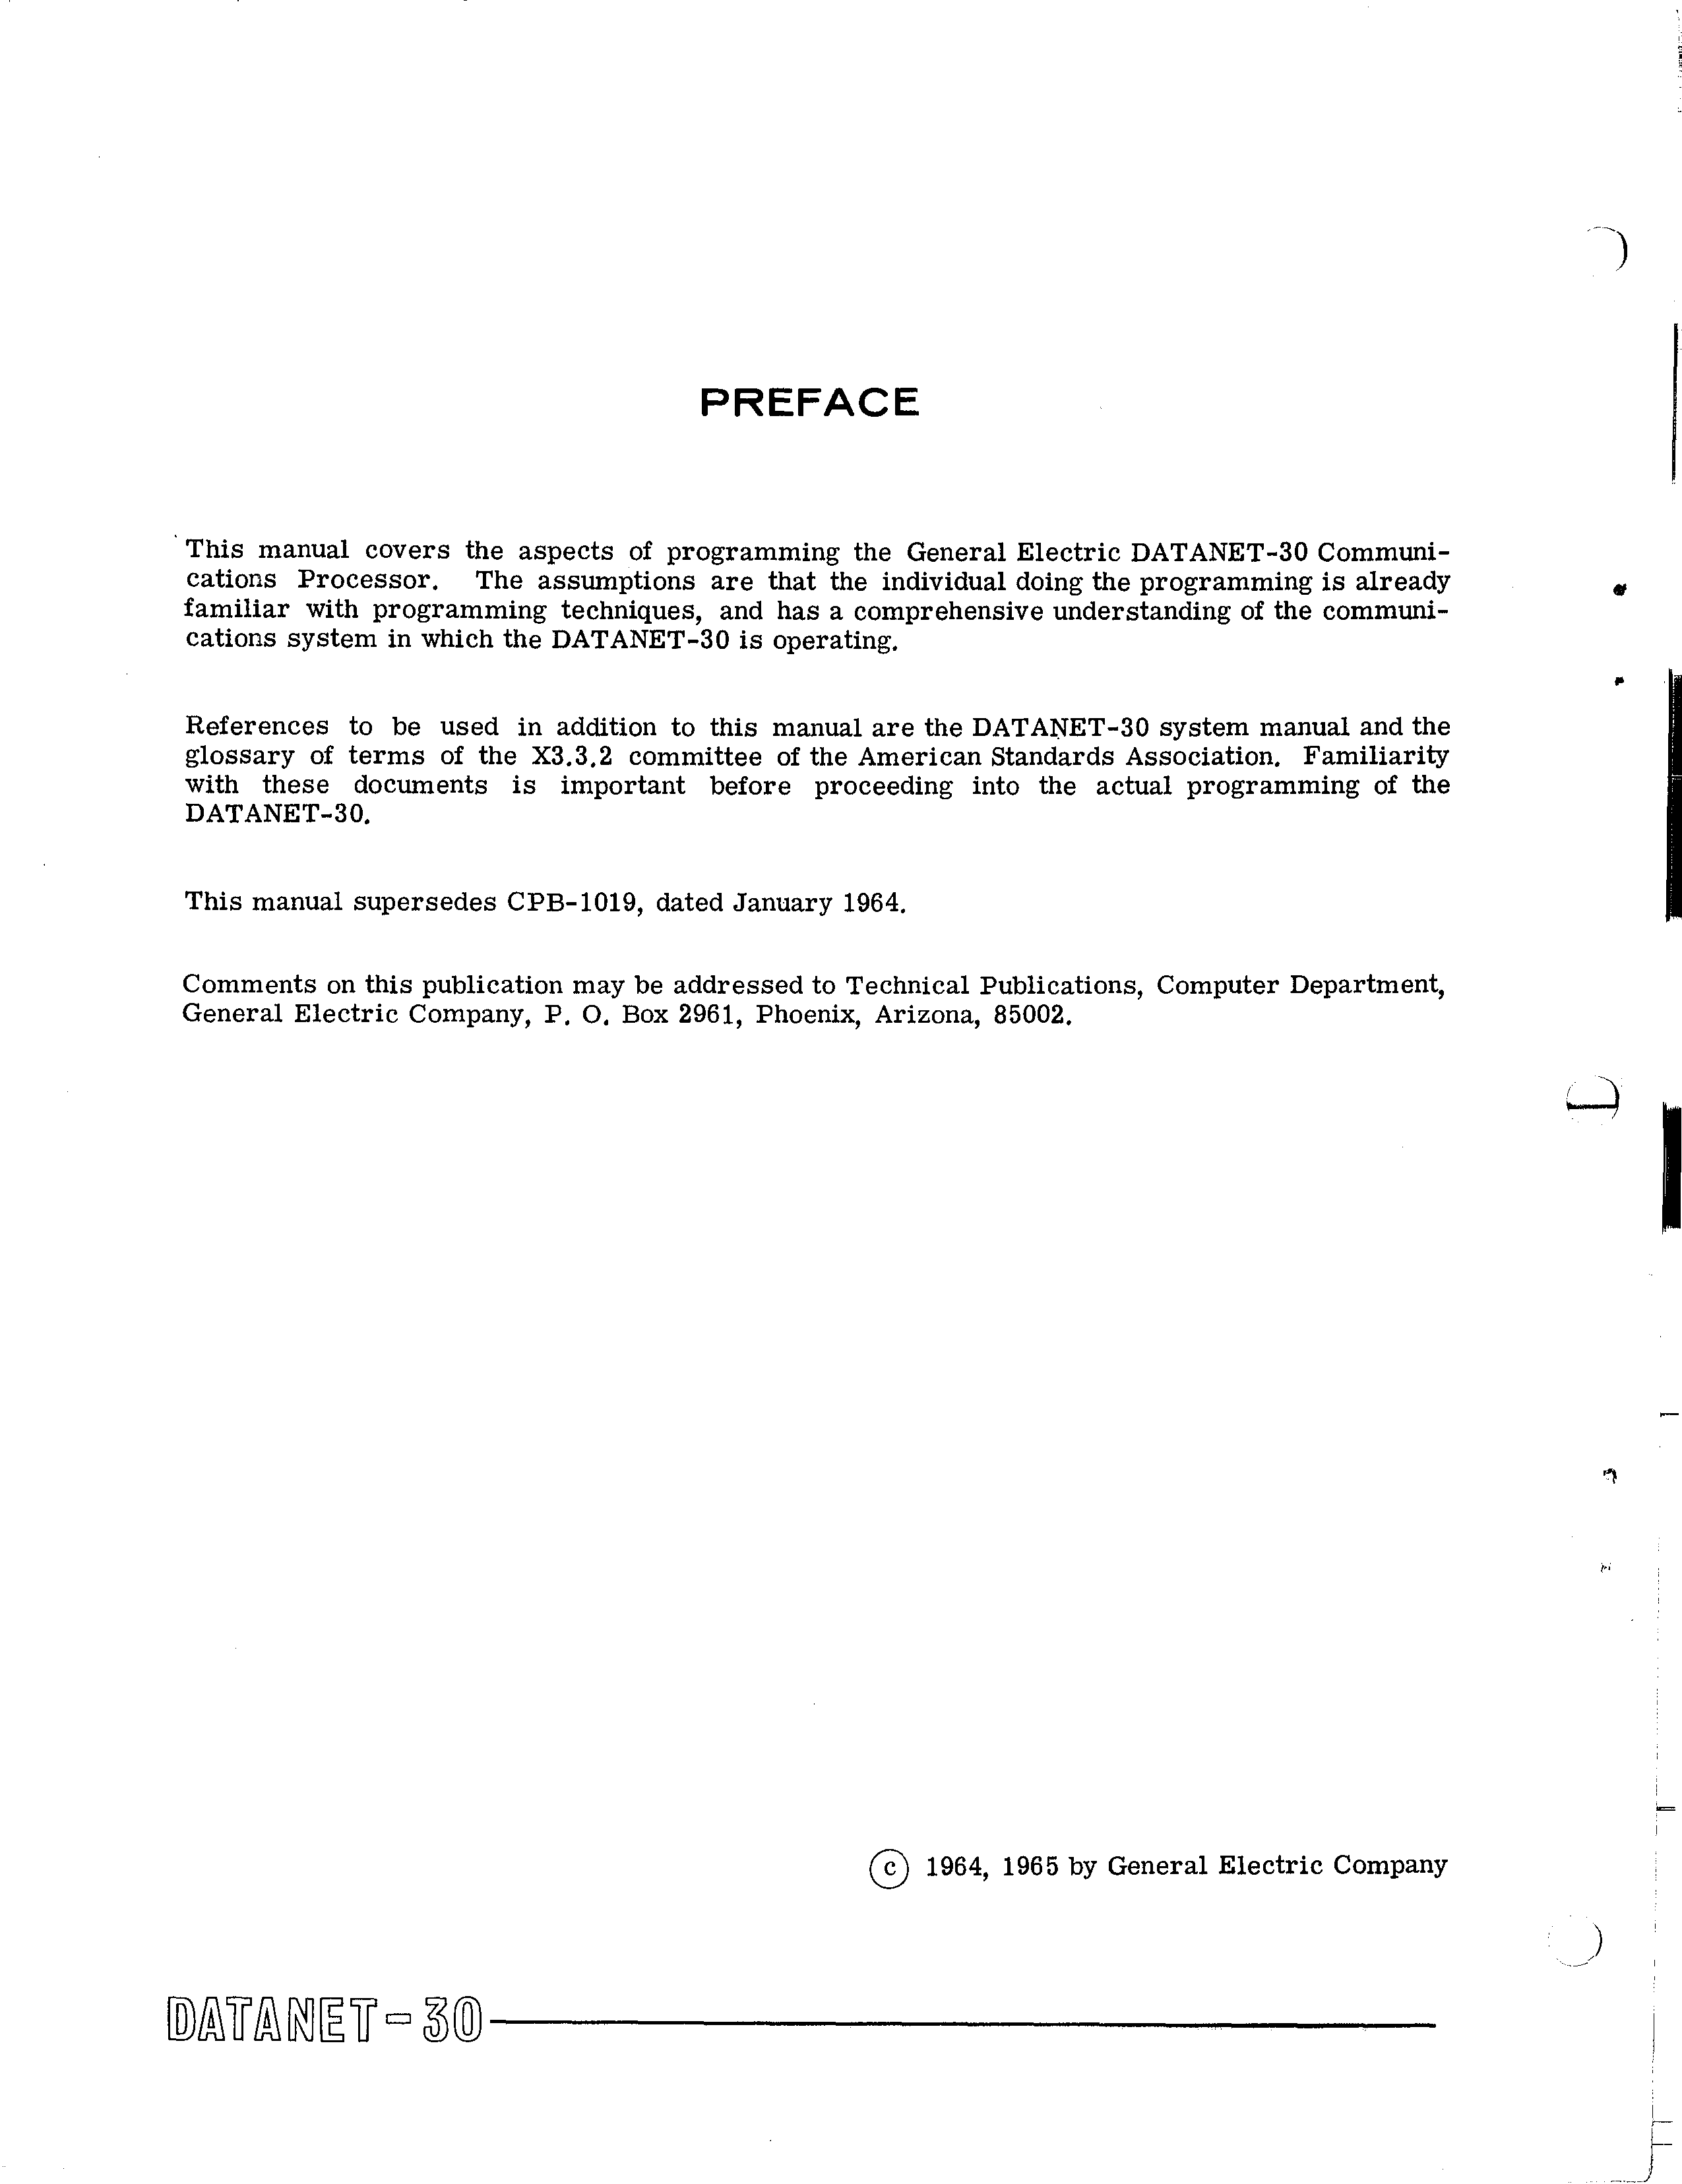 PREFACE
This manual covers the aspects of programming the General Electric DATANET-30 Communi-
cations Processor. The assumptions are that the individual doing the programming is already
familiar with programming techniques, and has a comprehensive understanding of the communi-
cations system in which the DATANET-30 is operating.
References to be used in addition to this manual are the DATANET-30 system manual and the
glossary of terms of the X3.3.2 committee of the American Standards Association. Familiarity
with these documents is important before proceeding into the actual programming of the
DATANET-30.
This manual supersedes CPB-1019, dated January 1964.
Comments on this publication may be addressed to Technical Publications, Computer Department,
General Electric Company, P. O. Box 2961, Phoenix, Arizona, 85002.
© 1964, 1965 by General Electric Company
DATANET-30